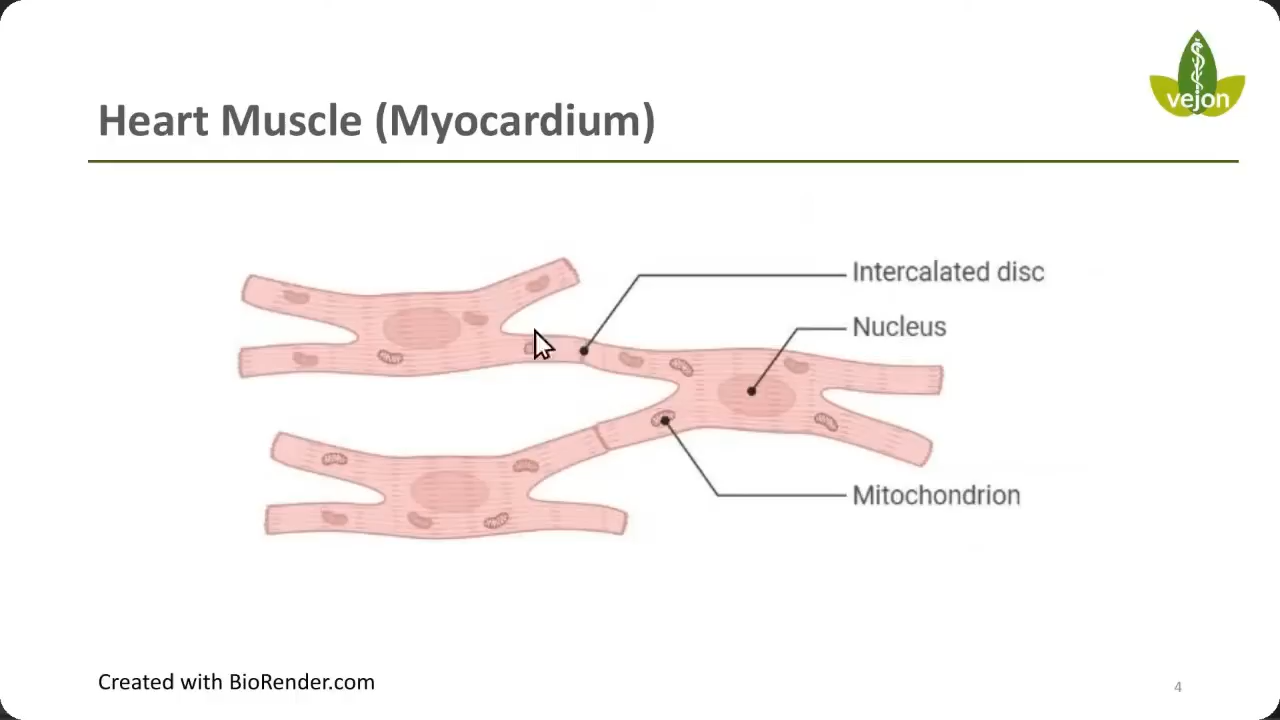 vejon
Heart Muscle (Myocardium)
Intercalated disc
Nucleus
Mitochondrion
Created with BioRender.com
4